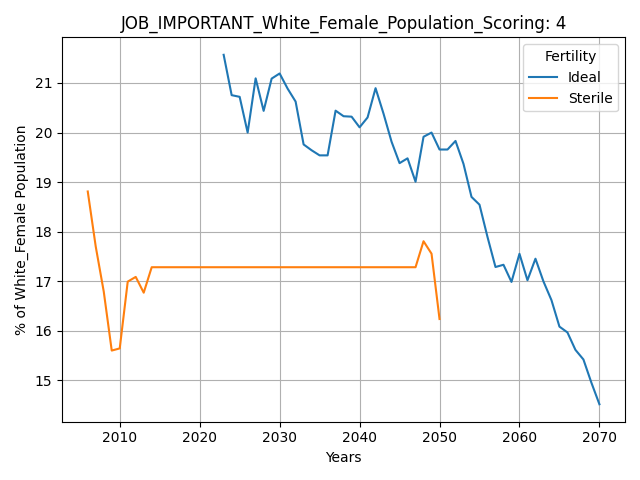 JOB_IMPORTANT_White_Female_Population_Scoring: 4
Fertility
Ideal
Sterile
% of White_Female Population
21
20
19
18
17
16
15
2010
2020
2030
2040
2050
2060
2070
Years